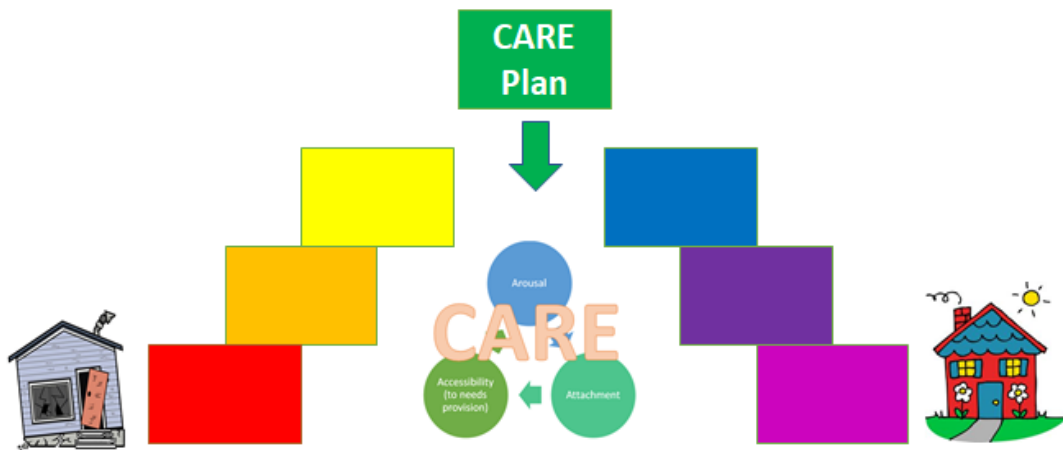 CARE
Plan
Arousal
CARE
Accessibility
(to needs
provision)
Attachment